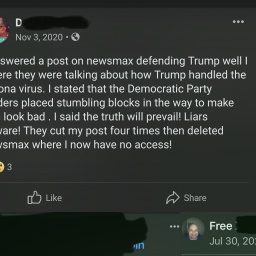 D
Nov 3, 2020 •
swered a post on newsmax defending Trump well I
ere they were talking about how Trump handled the
ona virus. I stated that the Democratic Party
ders placed stumbling blocks in the way to make
look bad . I said the truth will prevail! Liars
ware! They cut my post four times then deleted
wsmax where I now have no access!
3
Like
Share
Free
Jul 30, 20
in